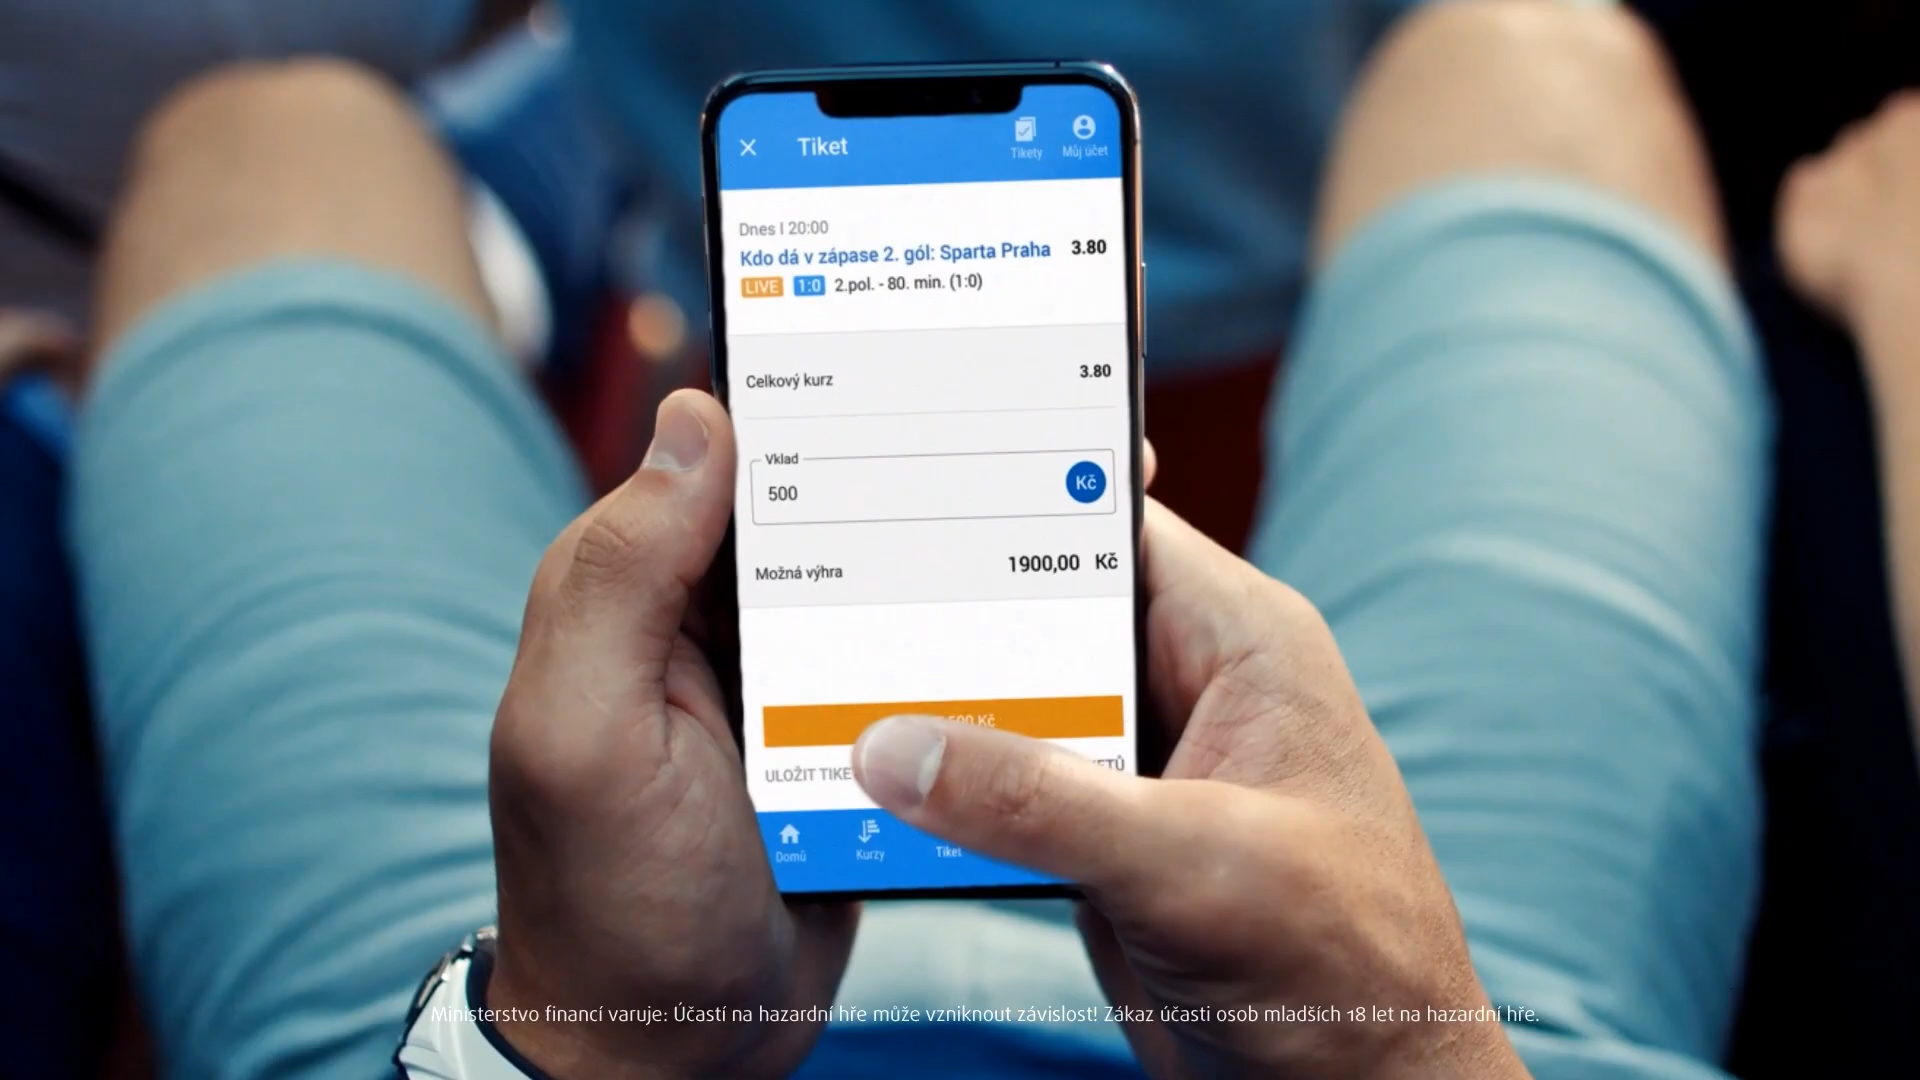 Tiket
Tikety
Můj účet
Dnes I 20:00
Kdo dá v zápase 2. gól: Sparta Praha 3.80
LIVE 1:0 2.pol. - 80. min. (1:0)
Celkový kurz 3.80
Vklad
500 Kč
Možná výhra 1900,00 Kč
500 Kč
ULOŽIT
Domů
Kurzy
Tiket
Ministerstvo financí varuje: Účastí na hazardní hře může vzniknout závislost! Zákaz účasti osob mladších 18 let na hazardní hře.